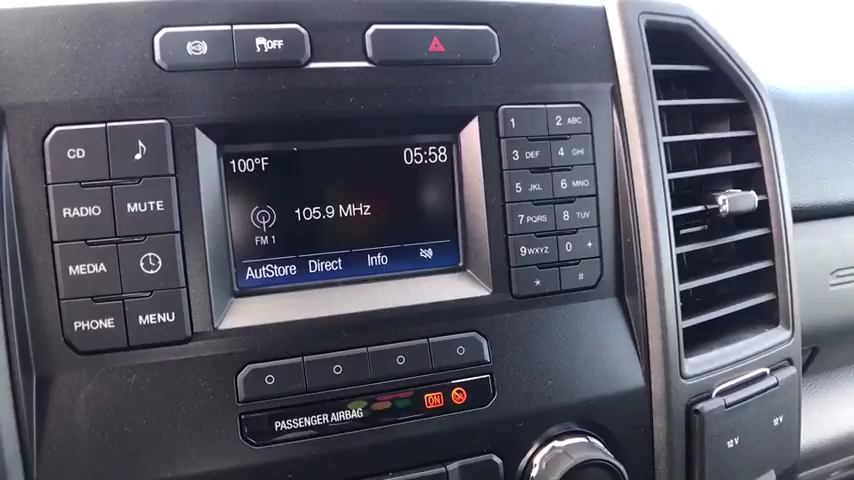 OFF
CD
RADIO
MUTE
MEDIA
PHONE
MENU
100°F
05:58
FM 1
105.9 MHz
AutoStore Direct Info
1
2 ABC
3 DEF
4 GHI
5 JKL
6 MNO
7 PQRS
8 TUV
9 WXYZ
0 +
*
#
PASSENGER AIRBAG
ON
12 V
12 V